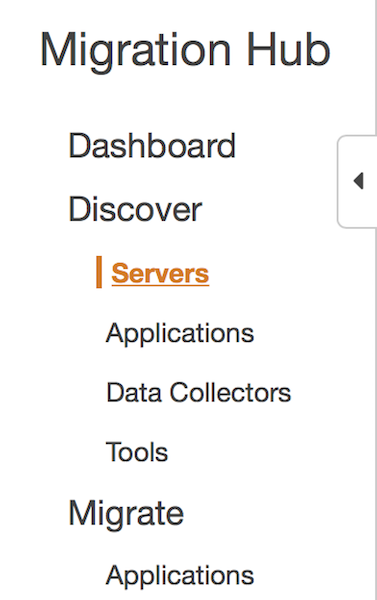 Migration Hub
Dashboard
Discover
Servers
Applications
Data Collectors
Tools
Migrate
Applications